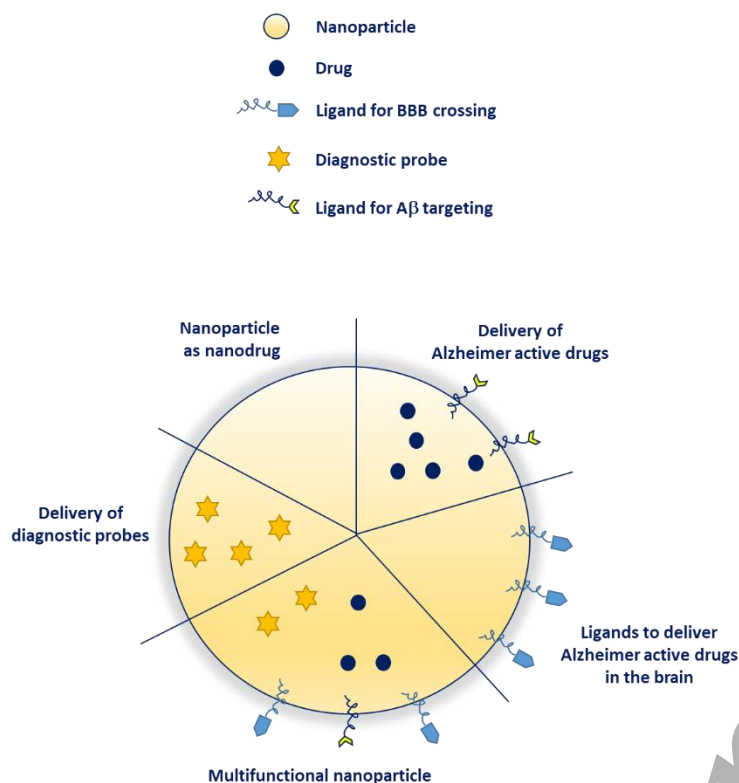 Nanoparticle
Drug
Ligand for BBB crossing
Diagnostic probe
Ligand for Aβ targeting
Nanoparticle
as nanodrug
Delivery of
Alzheimer active drugs
Delivery of
diagnostic probes
Ligands to deliver
Alzheimer active drugs
in the brain
Multifunctional nanoparticle